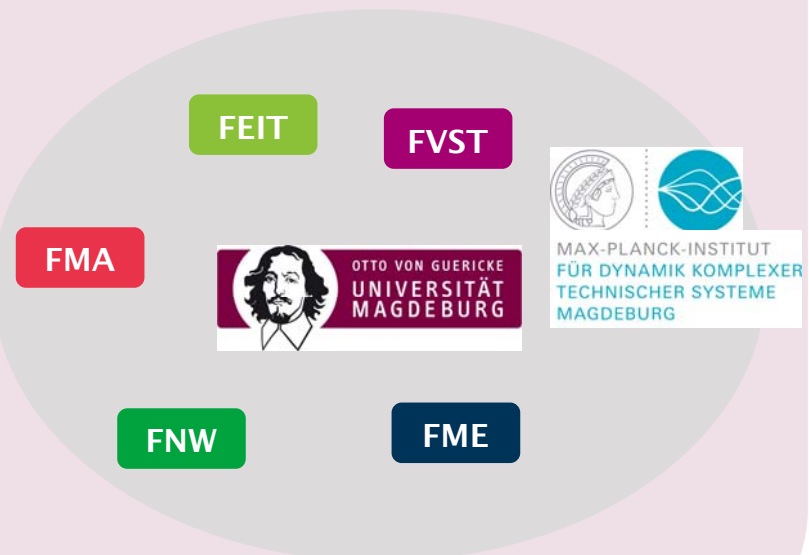 FEIT
FVST
FMA
OTTO VON GUERICKE
UNIVERSITÄT
MAGDEBURG
MAX-PLANCK-INSTITUT
FÜR DYNAMIK KOMPLEXER
TECHNISCHER SYSTEME
MAGDEBURG
FNW
FME